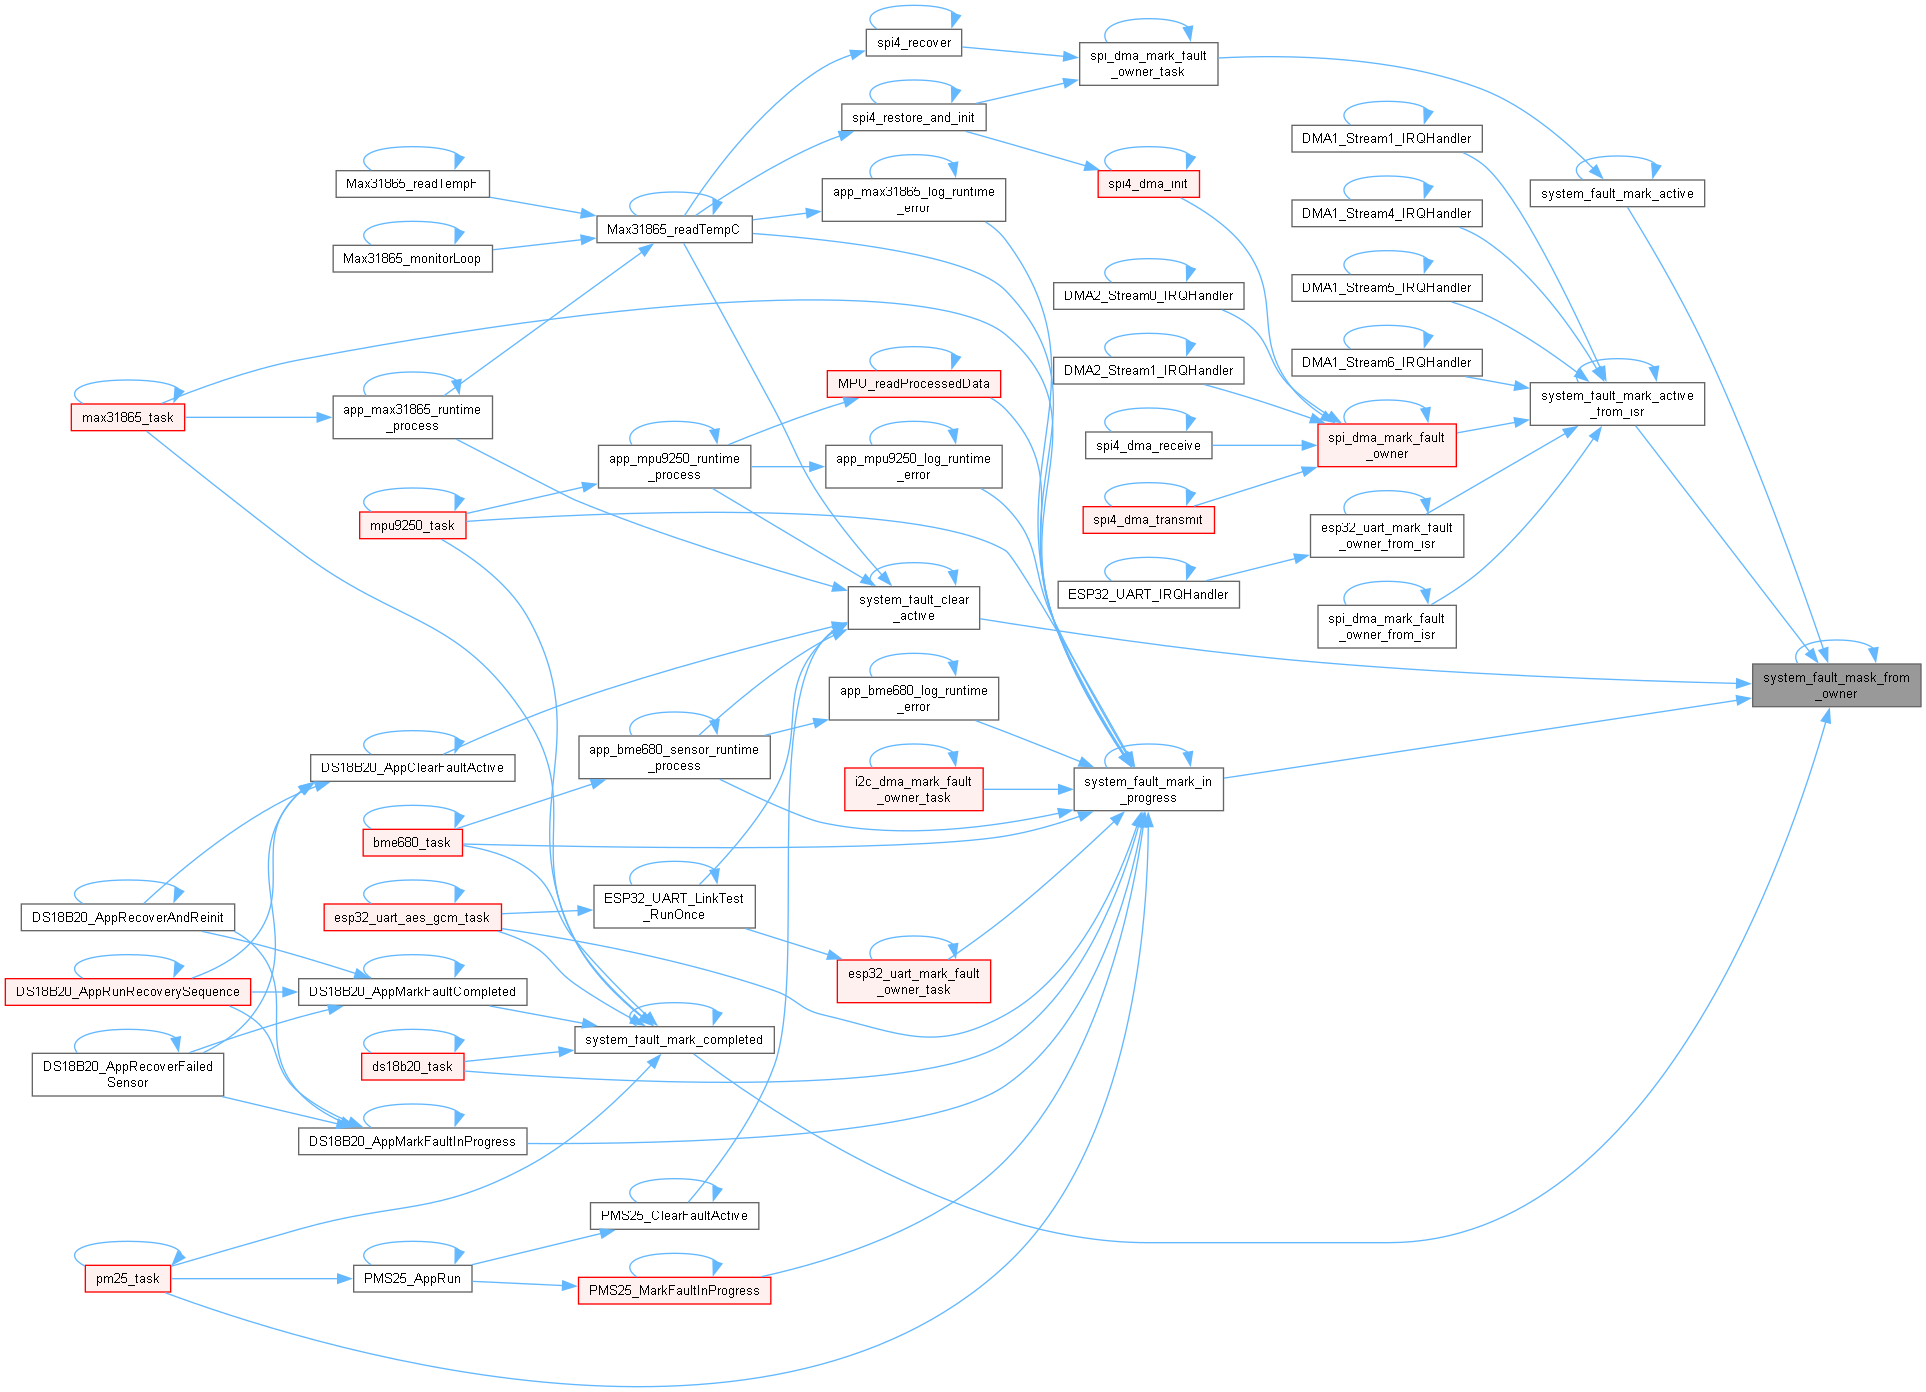 spi4_recover
spi_dma_mark_fault
_owner_task
spi4_restore_and_init
DMA1_Stream1_IRQHandler
Max31865_readTempF
app_max31865_log_runtime
_error
spi4_dma_init
system_fault_mark_active
DMA1_Stream4_IRQHandler
Max31865_readTempC
Max31865_monitorLoop
DMA2_Stream0_IRQHandler
DMA1_Stream5_IRQHandler
DMA2_Stream1_IRQHandler
DMA1_Stream6_IRQHandler
MPU_readProcessedData
max31865_task
app_max31865_runtime
_process
system_fault_mark_active
_from_isr
app_mpu9250_runtime
_process
app_mpu9250_log_runtime
_error
spi4_dma_receive
spi_dma_mark_fault
_owner
mpu9250_task
spi4_dma_transmit
esp32_uart_mark_fault
_owner_from_isr
system_fault_clear
_active
ESP32_UART_IRQHandler
spi_dma_mark_fault
_owner_from_isr
app_bme680_log_runtime
_error
system_fault_mask_from
_owner
DS18B20_AppClearFaultActive
app_bme680_sensor_runtime
_process
i2c_dma_mark_fault
_owner_task
system_fault_mark_in
_progress
bme680_task
DS18B20_AppRecoverAndReinit
esp32_uart_aes_gcm_task
ESP32_UART_LinkTest
_RunOnce
DS18B20_AppRunRecoverySequence
DS18B20_AppMarkFaultCompleted
esp32_uart_mark_fault
_owner_task
DS18B20_AppRecoverFailed
Sensor
ds18b20_task
system_fault_mark_completed
DS18B20_AppMarkFaultInProgress
PMS25_ClearFaultActive
pm25_task
PMS25_AppRun
PMS25_MarkFaultInProgress